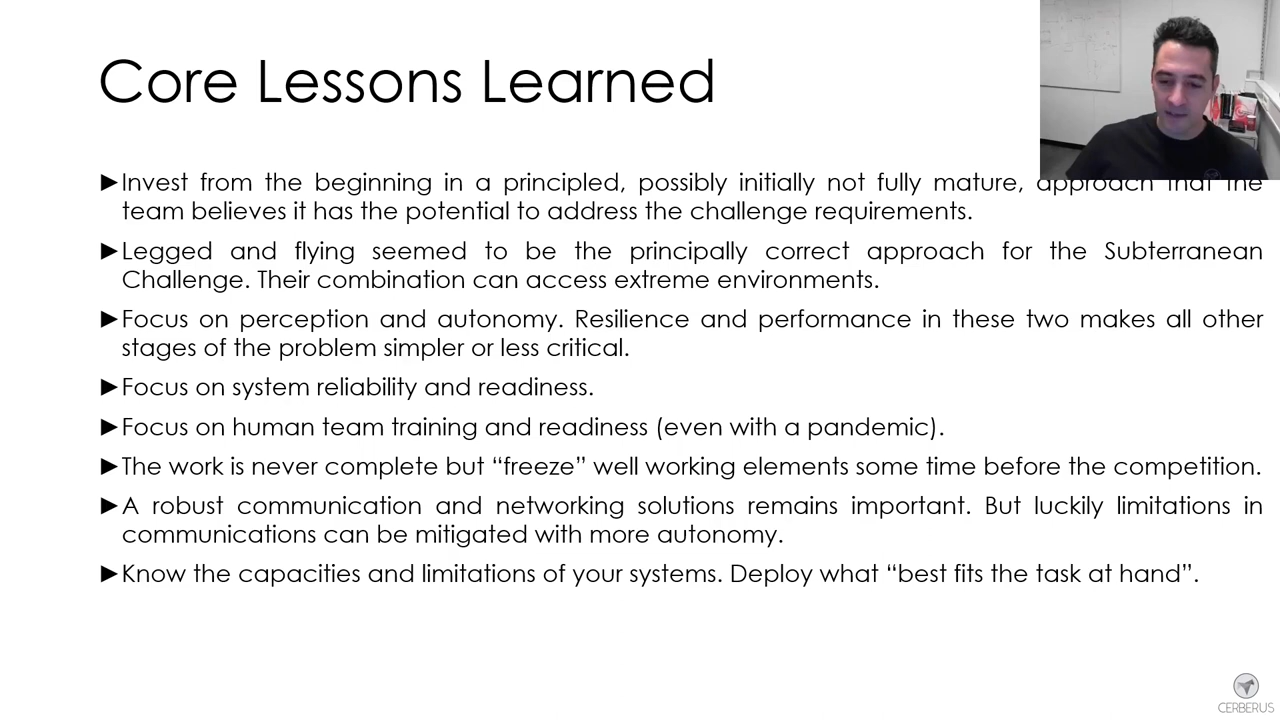 Core Lessons Learned
►Invest from the beginning in a principled, possibly initially not fully mature, approach that the
team believes it has the potential to address the challenge requirements.
►Legged and flying seemed to be the principally correct approach for the Subterranean
Challenge. Their combination can access extreme environments.
►Focus on perception and autonomy. Resilience and performance in these two makes all other
stages of the problem simpler or less critical.
►Focus on system reliability and readiness.
►Focus on human team training and readiness (even with a pandemic).
►The work is never complete but “freeze” well working elements some time before the competition.
►A robust communication and networking solutions remains important. But luckily limitations in
communications can be mitigated with more autonomy.
►Know the capacities and limitations of your systems. Deploy what “best fits the task at hand”.
CERBERUS